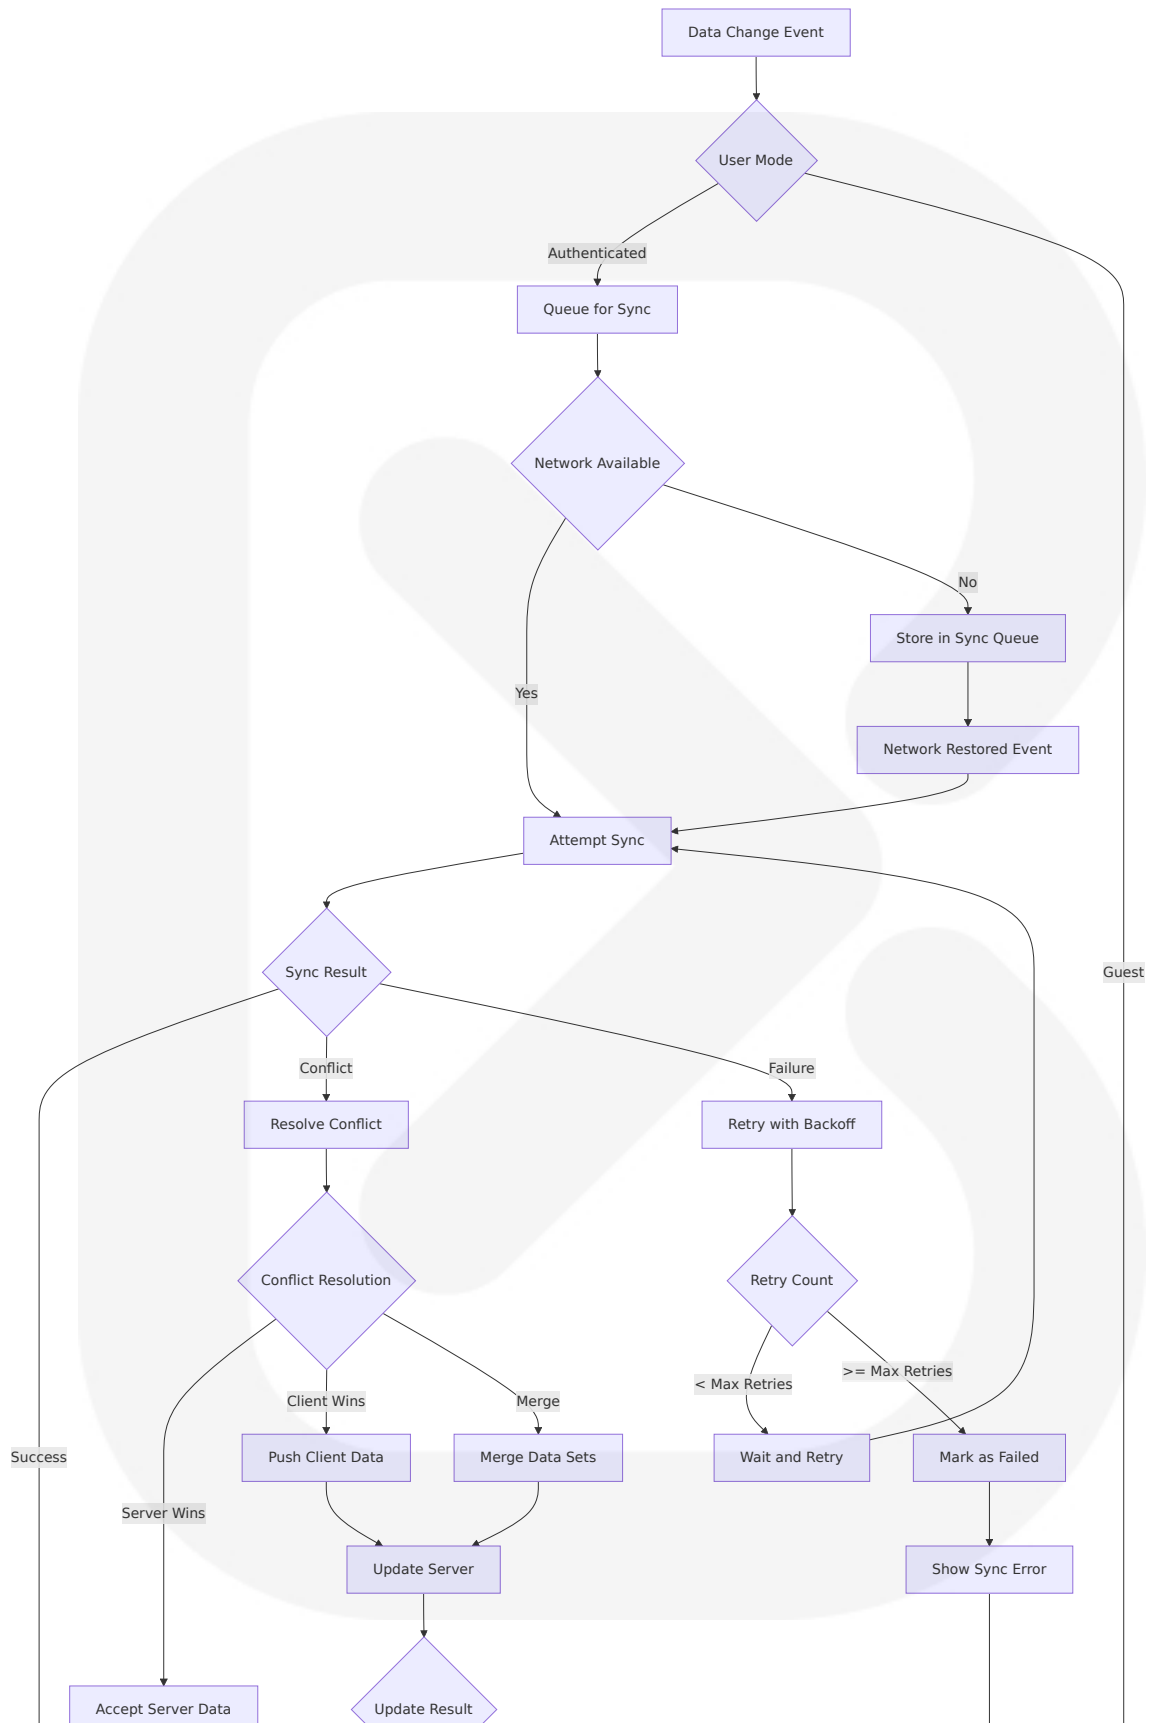 Data Change Event
User Mode
Authenticated
Queue for Sync
Network Available
No
Store in Sync Queue
Yes
Network Restored Event
Attempt Sync
Sync Result
Guest
Conflict
Failure
Resolve Conflict
Retry with Backoff
Conflict Resolution
Retry Count
< Max Retries
>= Max Retries
Client Wins
Merge
Success
Push Client Data
Merge Data Sets
Wait and Retry
Mark as Failed
Server Wins
Update Server
Show Sync Error
Accept Server Data
Update Result